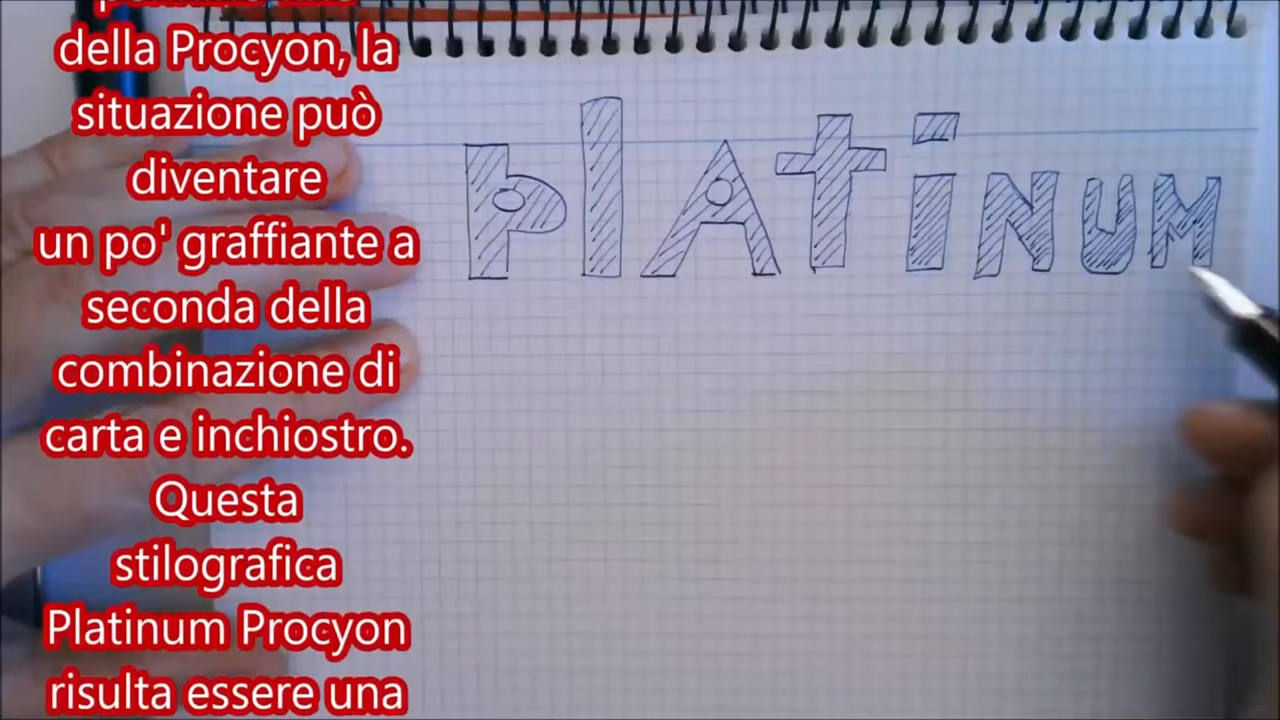 della Procyon, la
situazione può
diventare
un po' graffiante a
seconda della
combinazione di
carta e inchiostro.
Questa
stilografica
Platinum Procyon
risulta essere una
plATiNUM